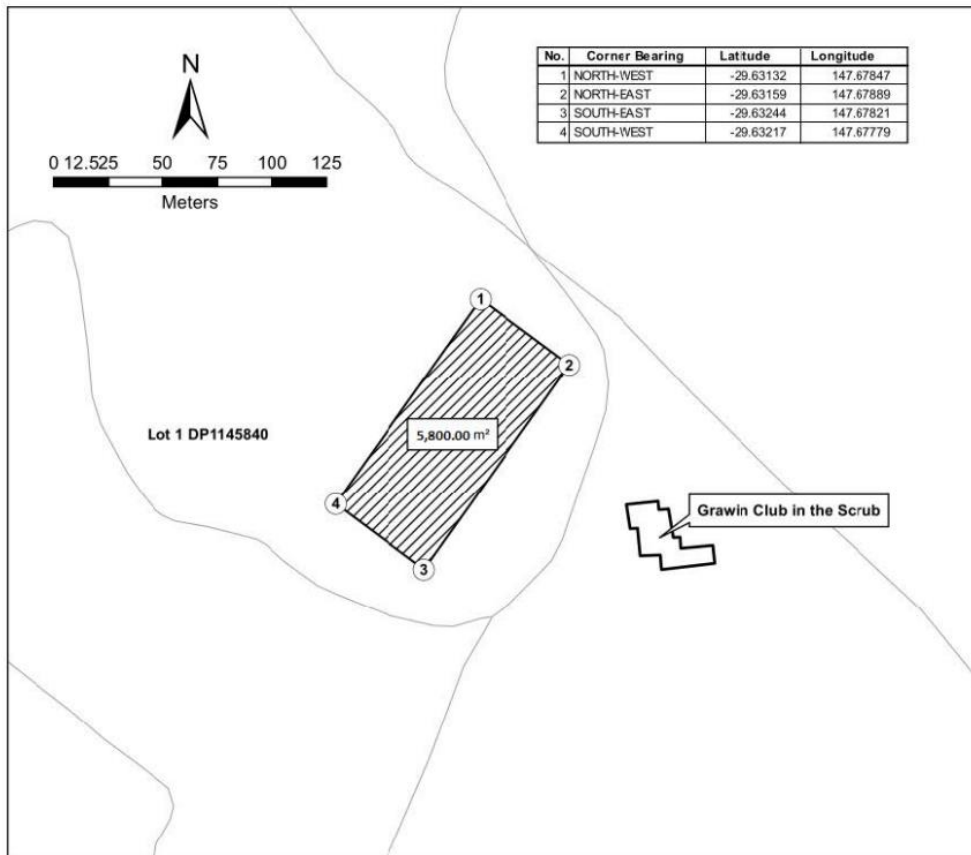 N
0 12.525 50 75 100 125
Meters
No. Corner Bearing Latitude Longitude
1 NORTH-WEST -29.63132 147.67847
2 NORTH-EAST -29.63159 147.67889
3 SOUTH-EAST -29.63244 147.67821
4 SOUTH-WEST -29.63217 147.67779
1
2
Lot 1 DP1145840
5,800.00 m²
4
Grawin Club in the Scrub
3